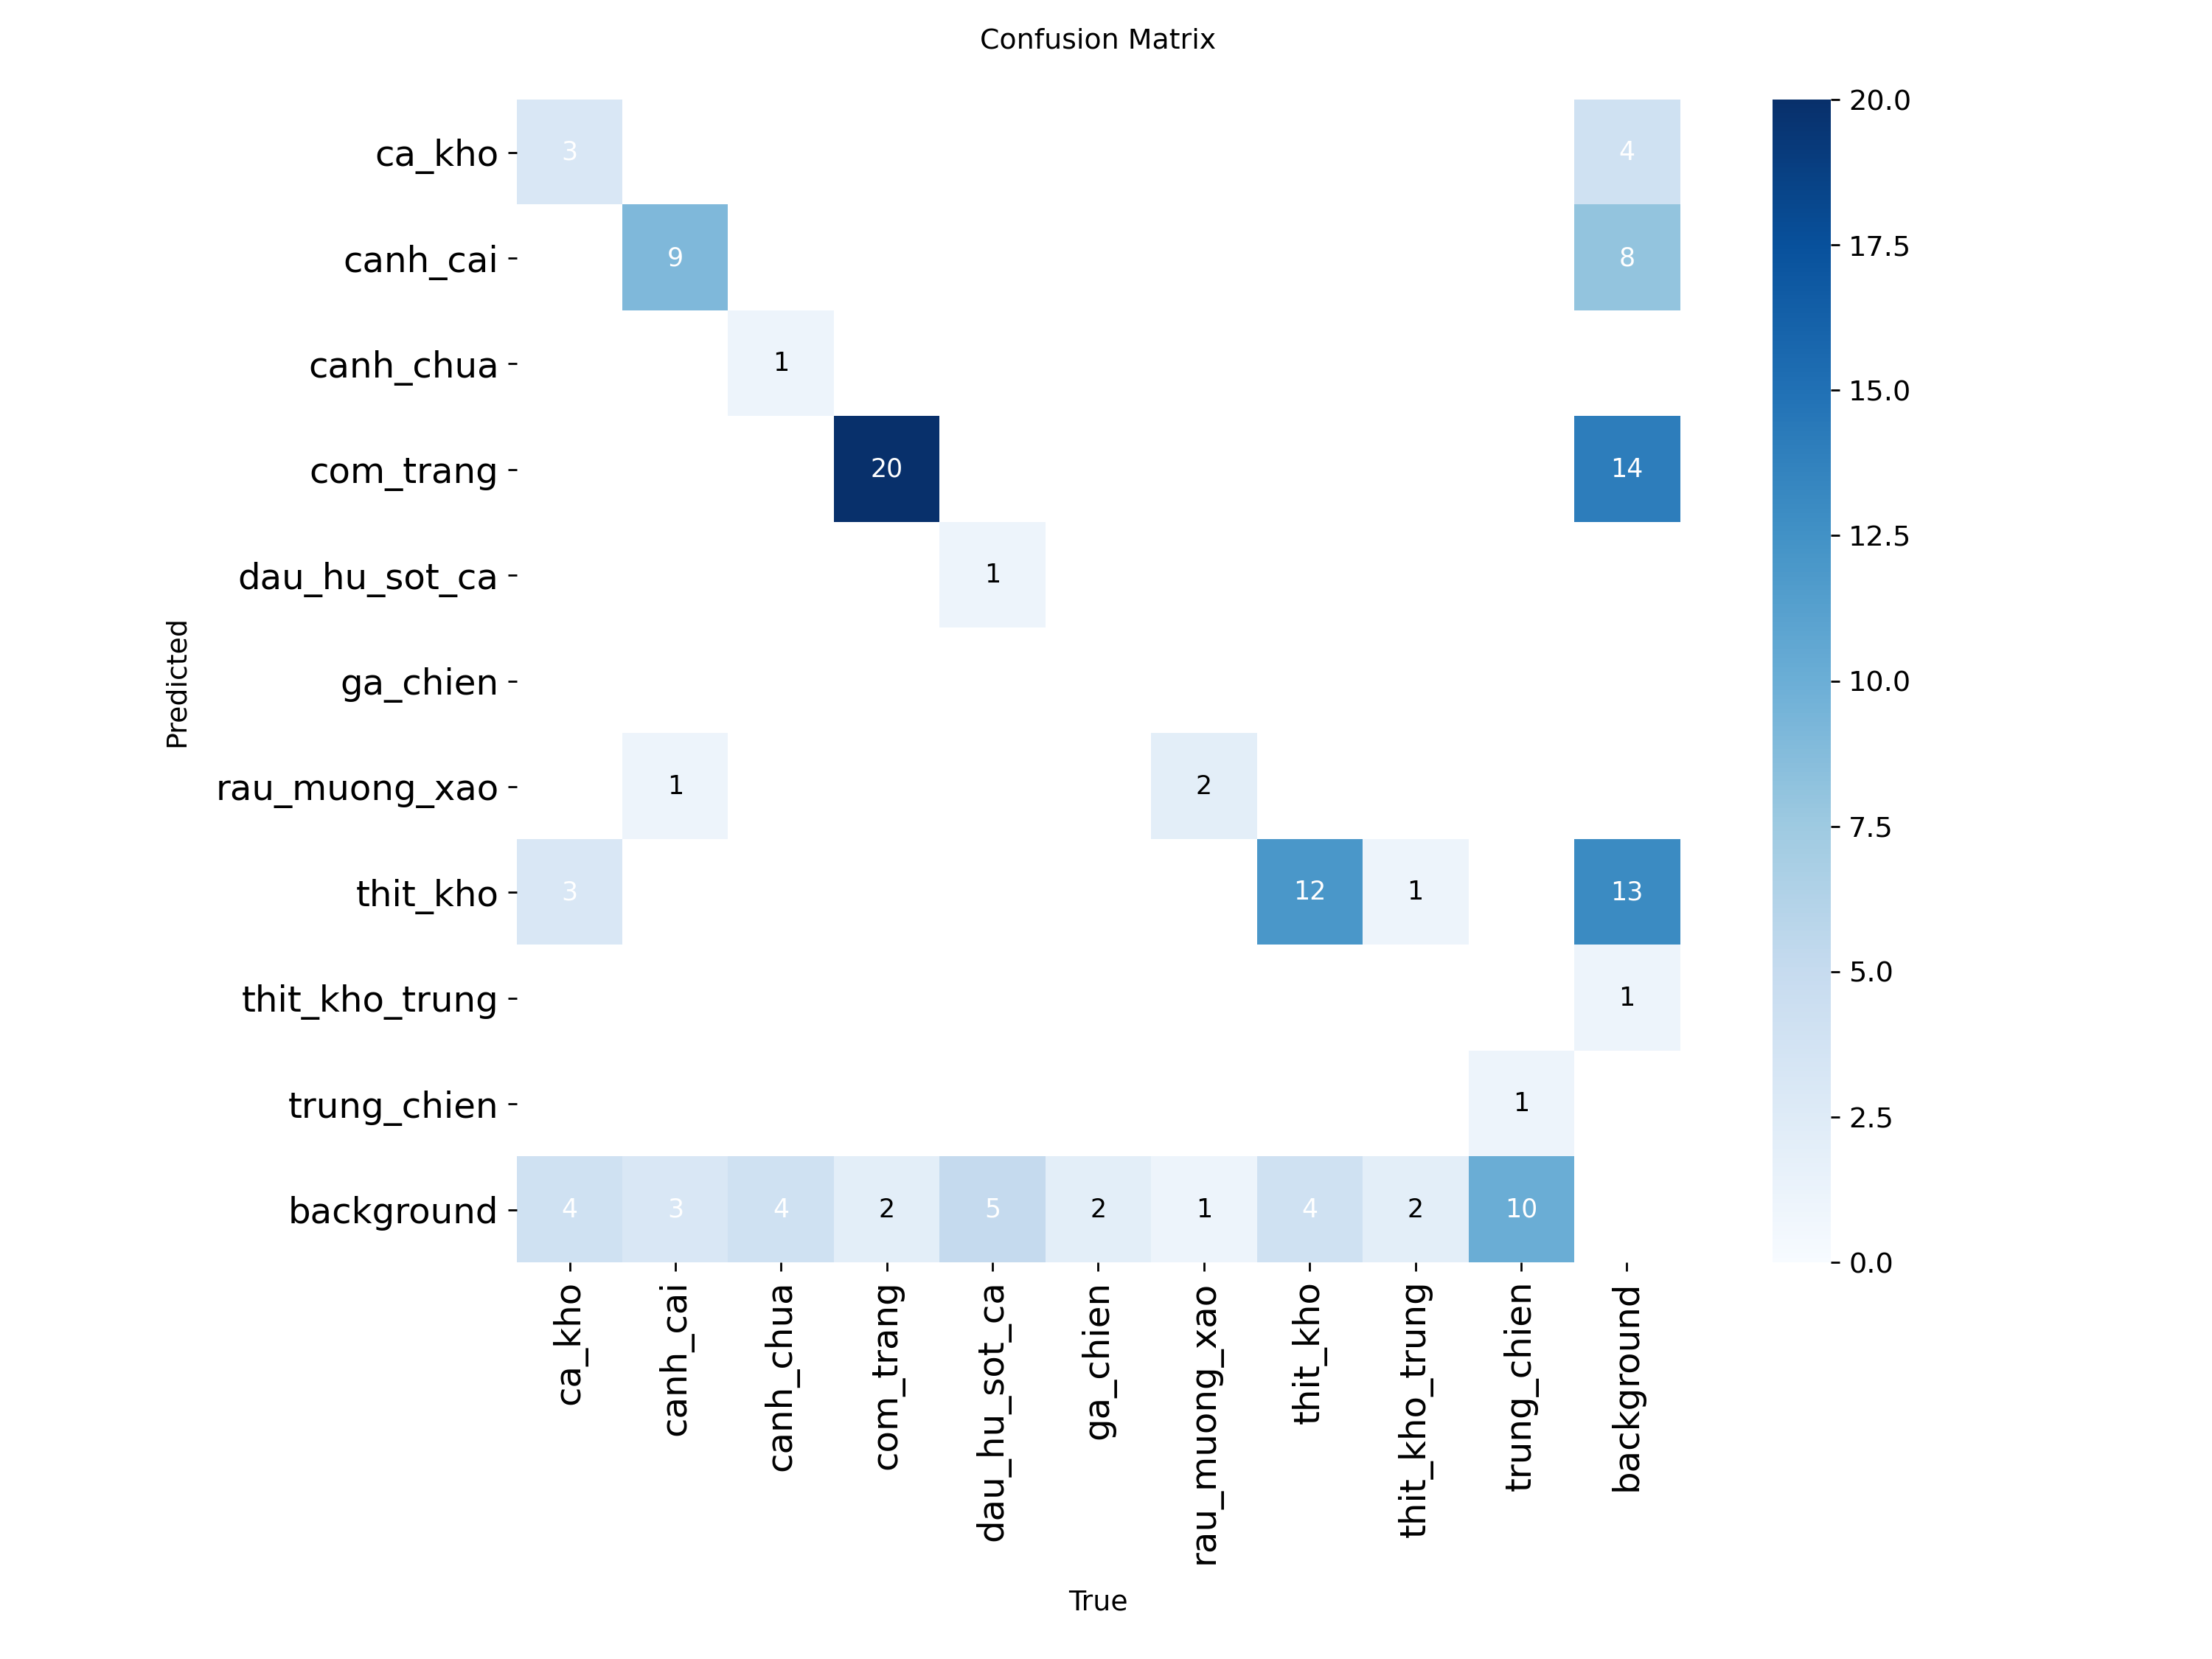 Confusion Matrix
Predicted
ca_kho 3 4
canh_cai 9 8
canh_chua 1
com_trang 20 14
dau_hu_sot_ca 1
ga_chien
rau_muong_xao 1 2
thit_kho 3 12 1 13
thit_kho_trung 1
trung_chien 1
background 4 3 4 2 5 2 1 4 2 10
ca_kho
canh_cai
canh_chua
com_trang
dau_hu_sot_ca
ga_chien
rau_muong_xao
thit_kho
thit_kho_trung
trung_chien
background
True
20.0
17.5
15.0
12.5
10.0
7.5
5.0
2.5
0.0